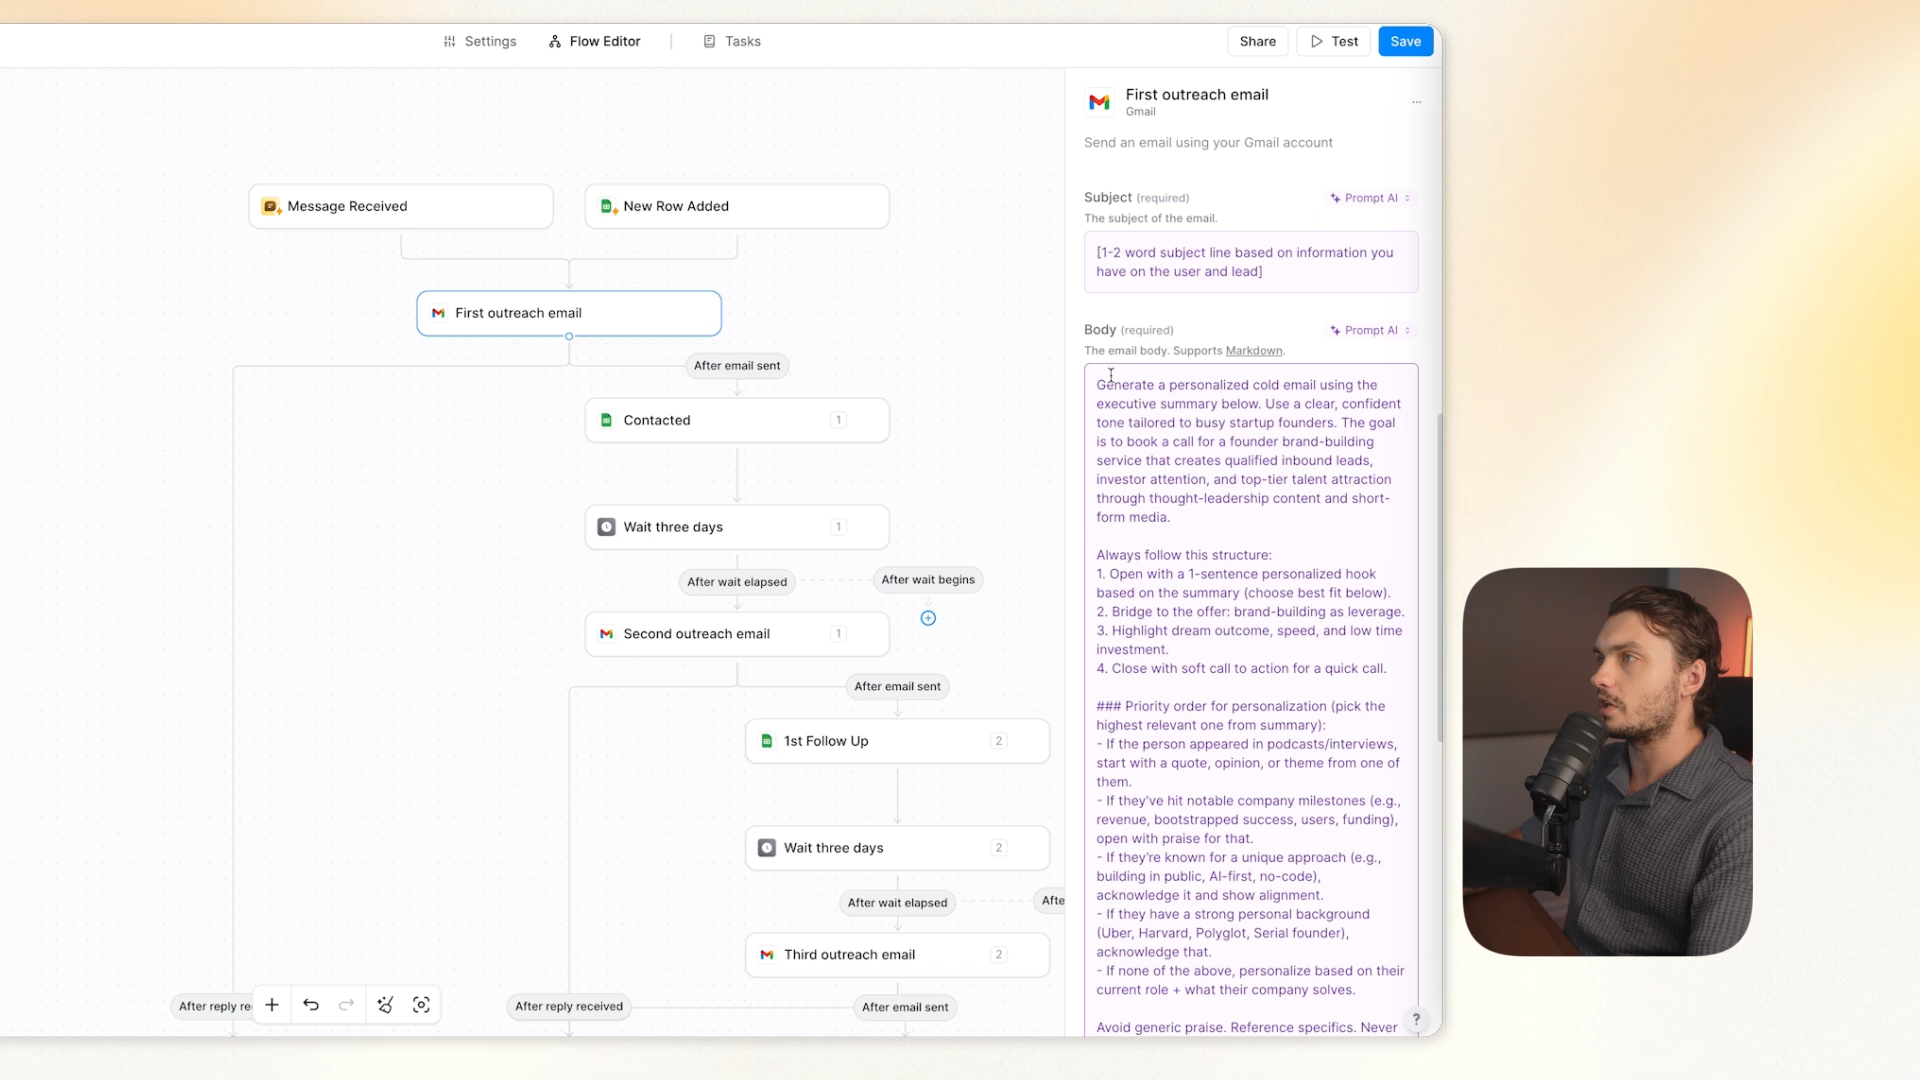 Settings
Flow Editor
Tasks
Share
Test
Save
Message Received
New Row Added
First outreach email
After email sent
Contacted
1
Wait three days
1
After wait elapsed
After wait begins
Second outreach email
1
After email sent
1st Follow Up
2
Wait three days
2
After wait elapsed
Afte
Third outreach email
2
After reply re
After reply received
After email sent
First outreach email
Gmail
...
Send an email using your Gmail account
Subject (required)
Prompt AI
The subject of the email.
[1-2 word subject line based on information you
have on the user and lead]
Body (required)
Prompt AI
The email body. Supports Markdown.
Generate a personalized cold email using the
executive summary below. Use a clear, confident
tone tailored to busy startup founders. The goal
is to book a call for a founder brand-building
service that creates qualified inbound leads,
investor attention, and top-tier talent attraction
through thought-leadership content and short-
form media.
Always follow this structure:
1. Open with a 1-sentence personalized hook
based on the summary (choose best fit below).
2. Bridge to the offer: brand-building as leverage.
3. Highlight dream outcome, speed, and low time
investment.
4. Close with soft call to action for a quick call.
### Priority order for personalization (pick the
highest relevant one from summary):
- If the person appeared in podcasts/interviews,
start with a quote, opinion, or theme from one of
them.
- If they've hit notable company milestones (e.g.,
revenue, bootstrapped success, users, funding),
open with praise for that.
- If they're known for a unique approach (e.g.,
building in public, AI-first, no-code),
acknowledge it and show alignment.
- If they have a strong personal background
(Uber, Harvard, Polyglot, Serial founder),
acknowledge that.
- If none of the above, personalize based on their
current role + what their company solves.
Avoid generic praise. Reference specifics. Never
?